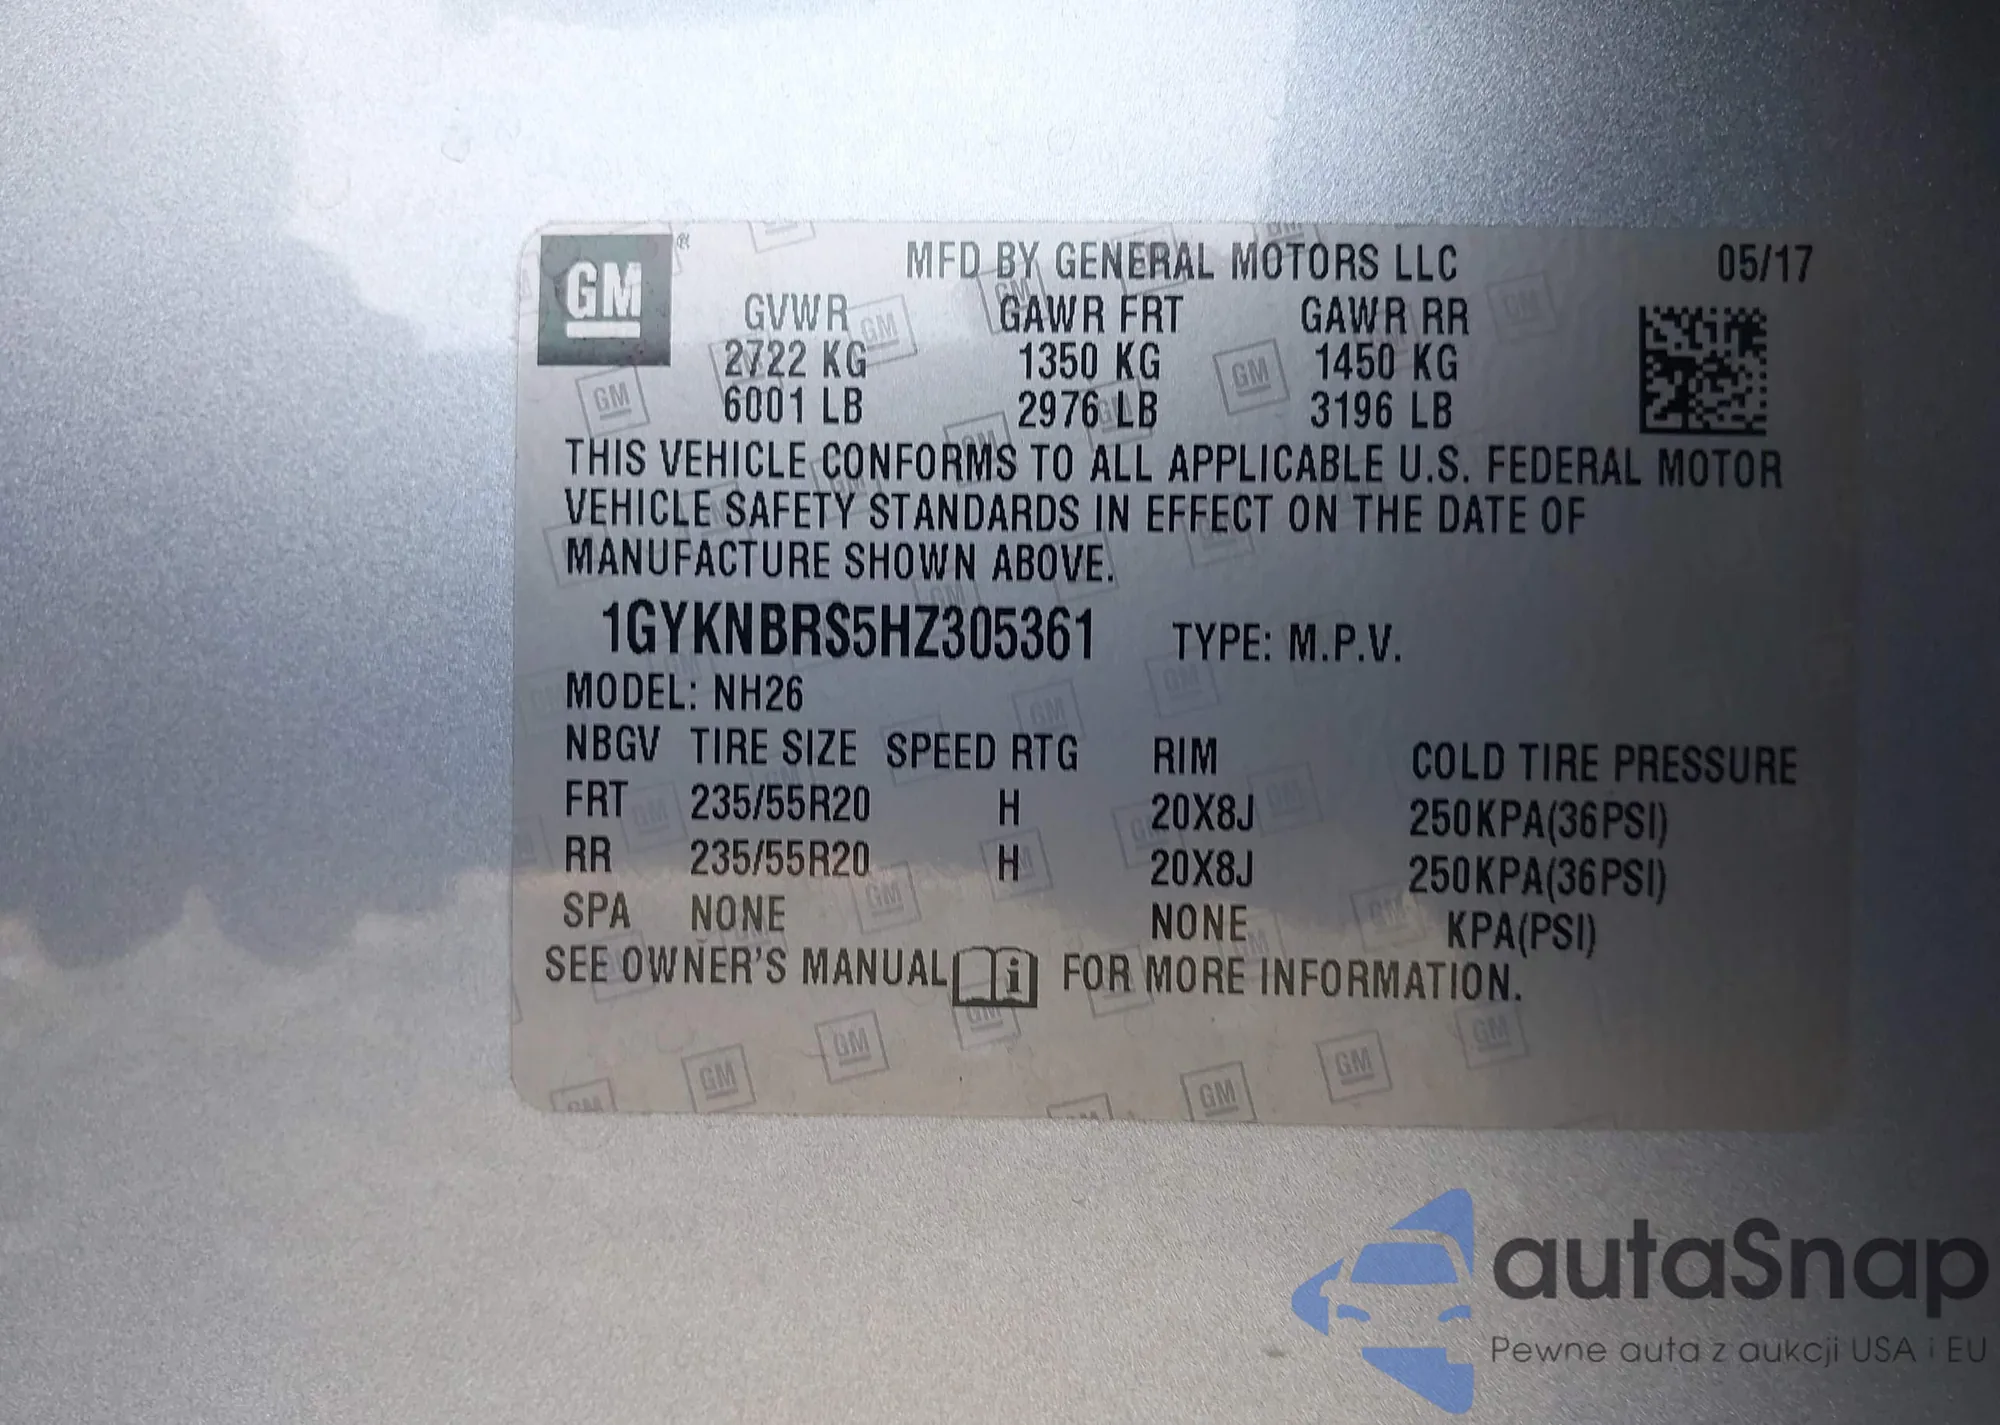 GM®
MFD BY GENERAL MOTORS LLC 05/17
GVWR GAWR FRT GAWR RR
2722 KG 1350 KG 1450 KG
6001 LB 2976 LB 3196 LB
THIS VEHICLE CONFORMS TO ALL APPLICABLE U.S. FEDERAL MOTOR
VEHICLE SAFETY STANDARDS IN EFFECT ON THE DATE OF
MANUFACTURE SHOWN ABOVE.
1GYKNBRS5HZ305361 TYPE: M.P.V.
MODEL: NH26
NBGV TIRE SIZE SPEED RTG RIM COLD TIRE PRESSURE
FRT 235/55R20 H 20X8J 250KPA(36PSI)
RR 235/55R20 H 20X8J 250KPA(36PSI)
SPA NONE NONE KPA(PSI)
SEE OWNER'S MANUAL i FOR MORE INFORMATION.
autaSnap
Pewne auta z aukcji USA i EU